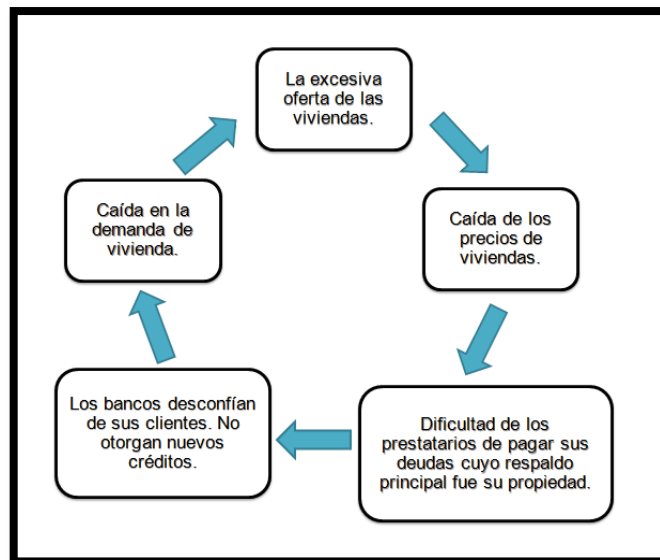 La excesiva
oferta de las
viviendas.
Caída de los
precios de
viviendas.
Dificultad de los
prestatarios de pagar sus
deudas cuyo respaldo
principal fue su propiedad.
Los bancos desconfían
de sus clientes. No
otorgan nuevos
créditos.
Caída en la
demanda de
vivienda.